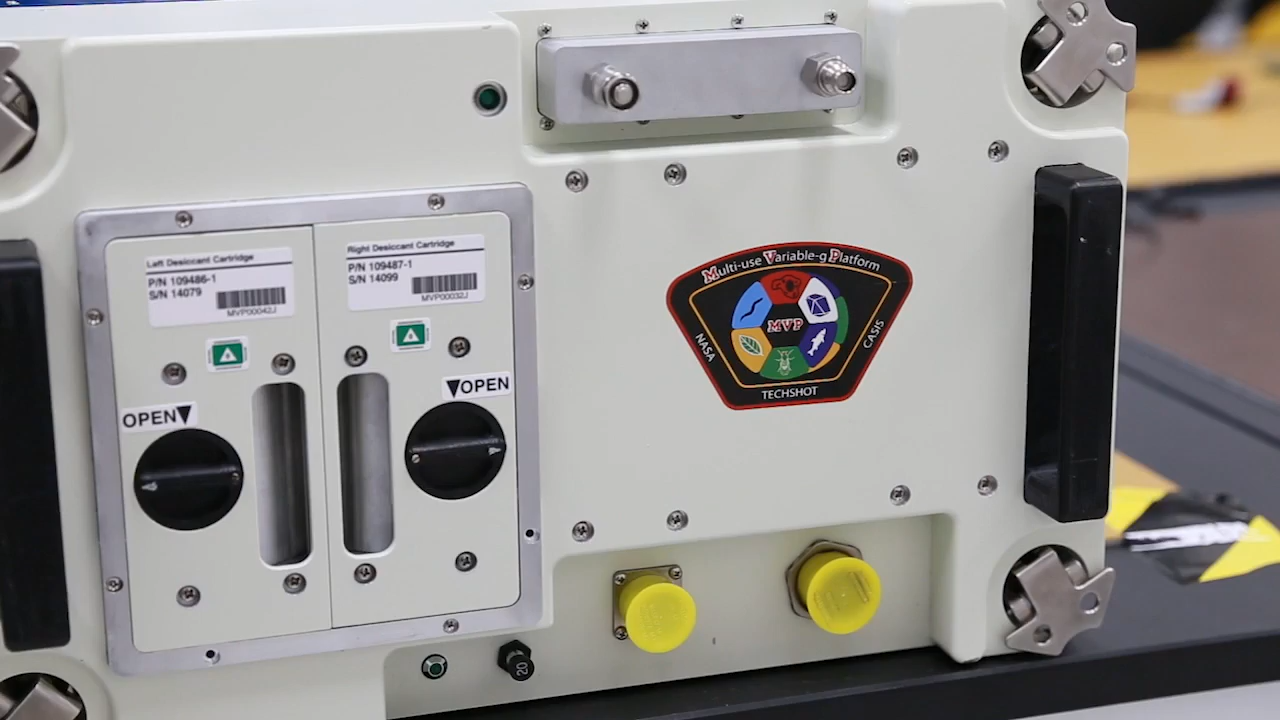 Left Desiccant Cartridge
P/N 109486-1
S/N 14079
MVP00042J
Right Desiccant Cartridge
P/N 109487-1
S/N 14099
MVP00032J
OPEN
OPEN
Multi-use Variable-g Platform
MVP
NASA
CASIS
TECHSHOT
20